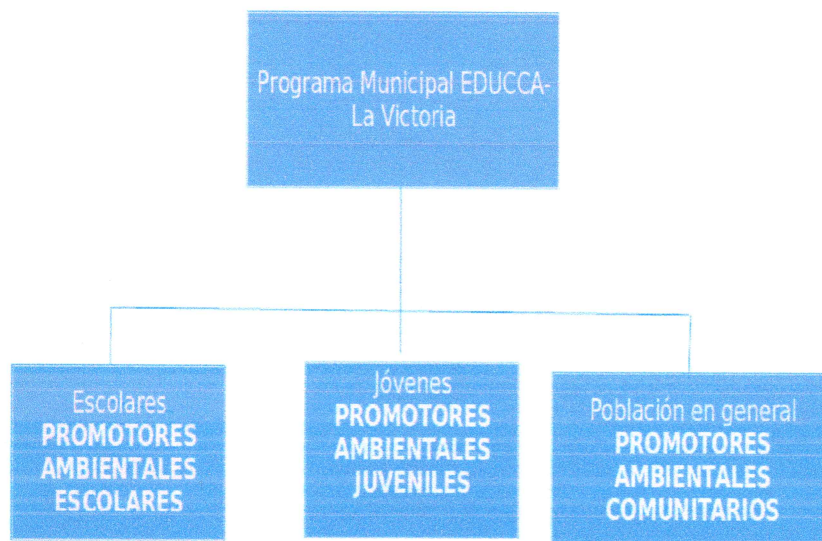 Programa Municipal EDUCCA-
La Victoria
Escolares
PROMOTORES
AMBIENTALES
ESCOLARES
Jóvenes
PROMOTORES
AMBIENTALES
JUVENILES
Población en general
PROMOTORES
AMBIENTALES
COMUNITARIOS